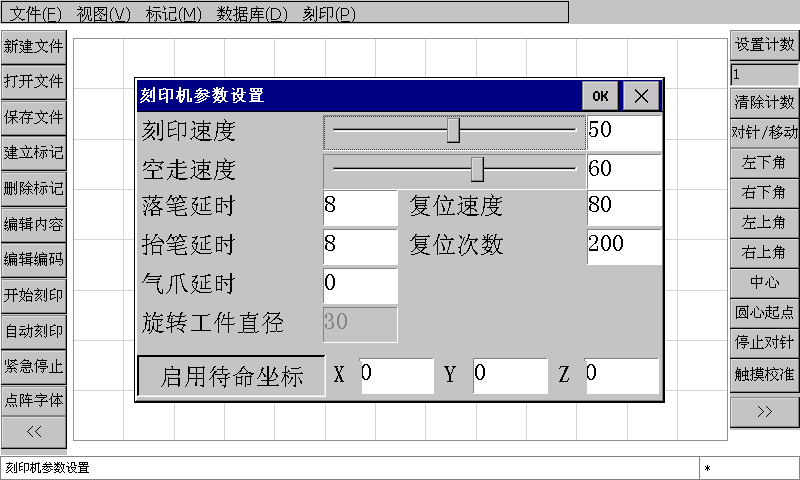 文件(F) 视图(V) 标记(M) 数据库(D) 刻印(P)
新建文件
打开文件
保存文件
建立标记
删除标记
编辑内容
编辑编码
开始刻印
自动刻印
紧急停止
点阵字体
<<
刻印机参数设置 OK
刻印速度 50
空走速度 60
落笔延时 8 复位速度 80
抬笔延时 8 复位次数 200
气爪延时 0
旋转工件直径 30
启用待命坐标 X 0 Y 0 Z 0
设置计数
1
清除计数
对针/移动
左下角
右下角
左上角
右上角
中心
圆心起点
停止对针
触摸校准
>>
刻印机参数设置 *